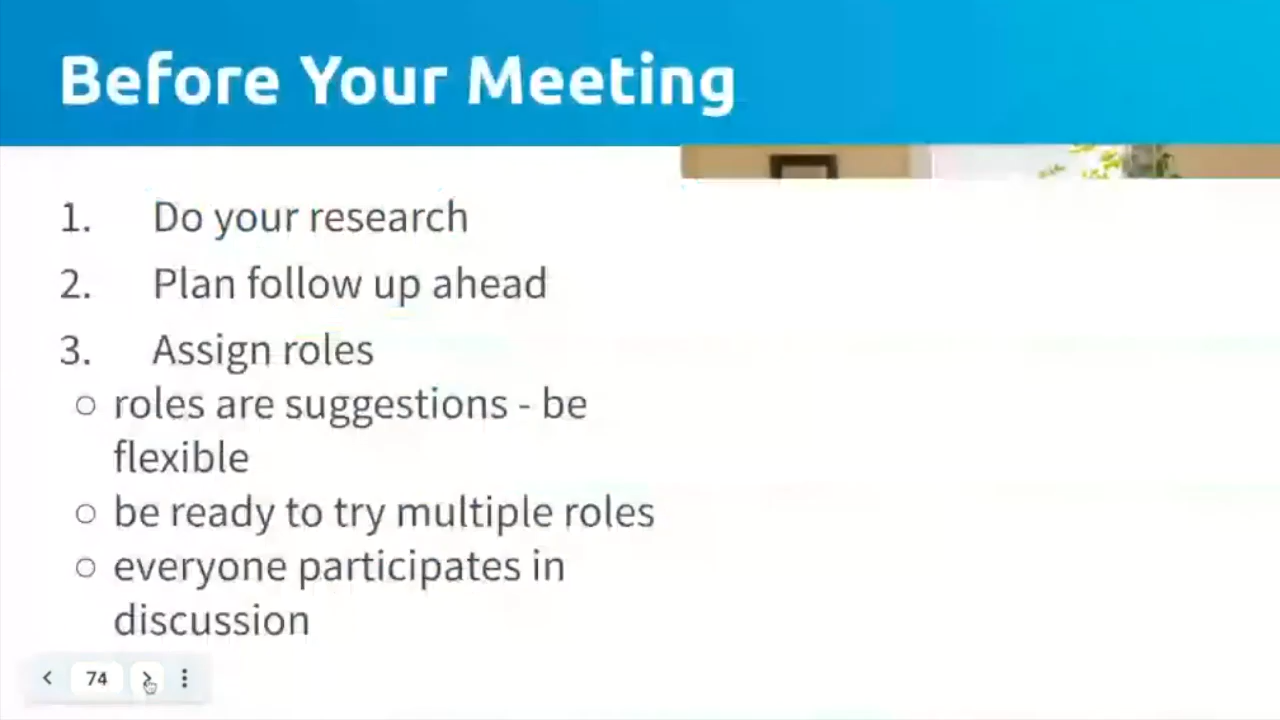 Before Your Meeting
1. Do your research
2. Plan follow up ahead
3. Assign roles
○ roles are suggestions - be
flexible
○ be ready to try multiple roles
○ everyone participates in
discussion
74